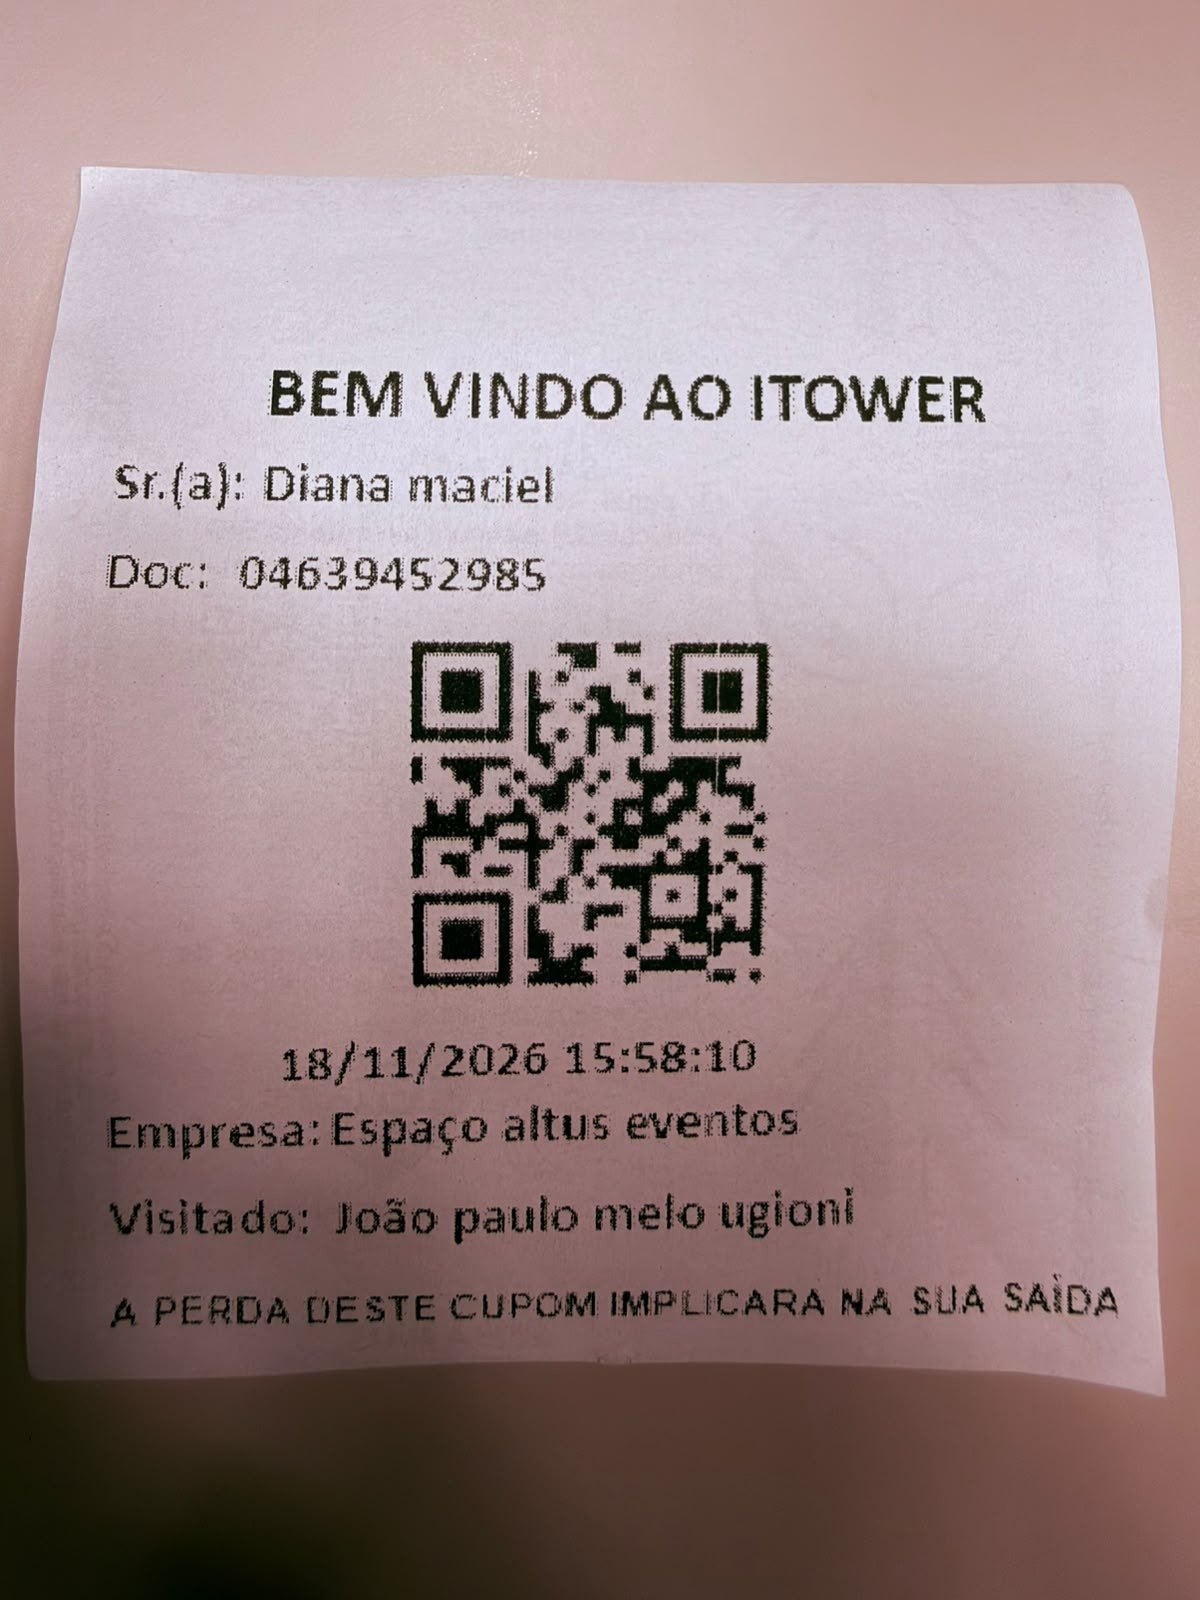 BEM VINDO AO ITOWER
Sr.(a): Diana maciel
Doc: 04639452985
18/11/2026 15:58:10
Empresa: Espaço altus eventos
Visitado: João paulo melo ugioni
A PERDA DESTE CUPOM IMPLICARA NA SUA SAÍDA